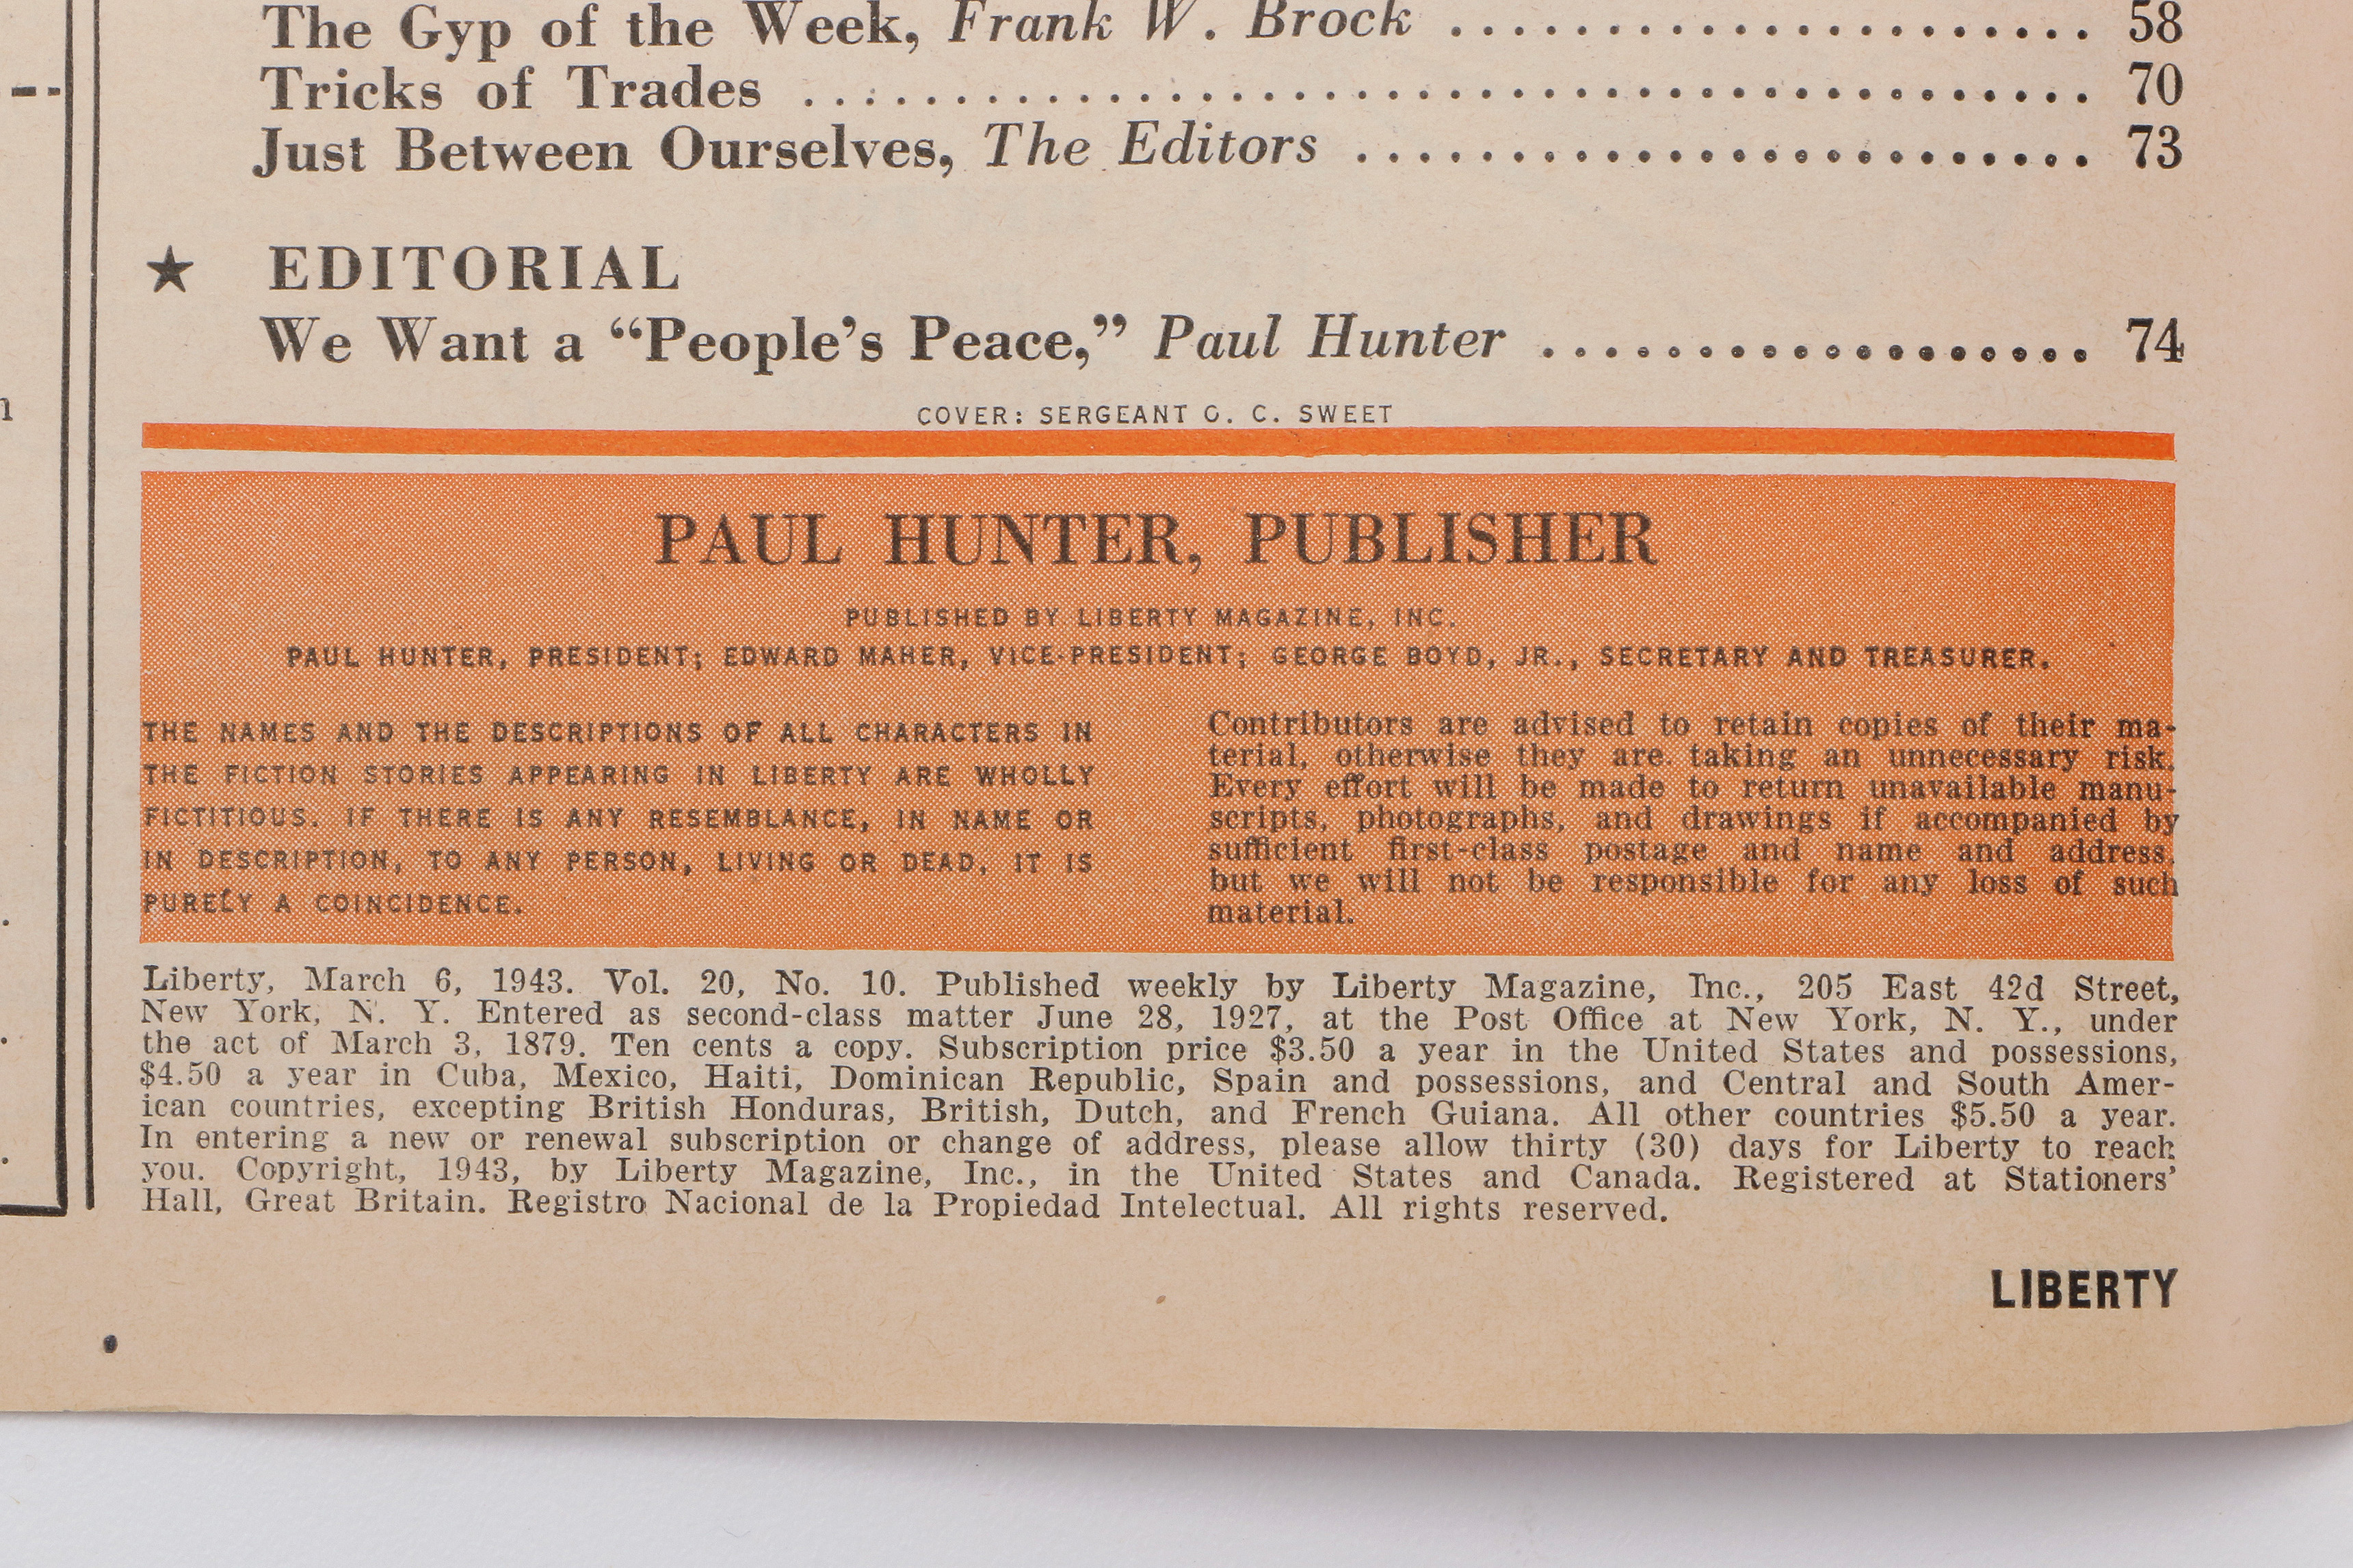 The Gyp of the Week, Frank W. Brock .................... 58
Tricks of Trades ........................................... 70
Just Between Ourselves, The Editors ........................ 73
★ EDITORIAL
We Want a “People’s Peace,” Paul Hunter .................. 74
COVER: SERGEANT C. C. SWEET
PAUL HUNTER, PUBLISHER
PUBLISHED BY LIBERTY MAGAZINE, INC.
PAUL HUNTER, PRESIDENT; EDWARD MAHER, VICE-PRESIDENT; GEORGE BOYD, JR., SECRETARY AND TREASURER.
THE NAMES AND THE DESCRIPTIONS OF ALL CHARACTERS IN
THE FICTION STORIES APPEARING IN LIBERTY ARE WHOLLY
FICTITIOUS. IF THERE IS ANY RESEMBLANCE, IN NAME OR
IN DESCRIPTION, TO ANY PERSON, LIVING OR DEAD, IT IS
PURELY A COINCIDENCE.
Contributors are advised to retain copies of their ma-
terial, otherwise they are taking an unnecessary risk.
Every effort will be made to return unavailable manu-
scripts, photographs, and drawings if accompanied by
sufficient first-class postage and name and address,
but we will not be responsible for any loss of such
material.
Liberty, March 6, 1943. Vol. 20, No. 10. Published weekly by Liberty Magazine, Inc., 205 East 42d Street,
New York, N. Y. Entered as second-class matter June 28, 1927, at the Post Office at New York, N. Y., under
the act of March 3, 1879. Ten cents a copy. Subscription price $3.50 a year in the United States and possessions,
$4.50 a year in Cuba, Mexico, Haiti, Dominican Republic, Spain and possessions, and Central and South Amer-
ican countries, excepting British Honduras, British, Dutch, and French Guiana. All other countries $5.50 a year.
In entering a new or renewal subscription or change of address, please allow thirty (30) days for Liberty to reach
you. Copyright, 1943, by Liberty Magazine, Inc., in the United States and Canada. Registered at Stationers’
Hall, Great Britain. Registro Nacional de la Propiedad Intelectual. All rights reserved.
LIBERTY